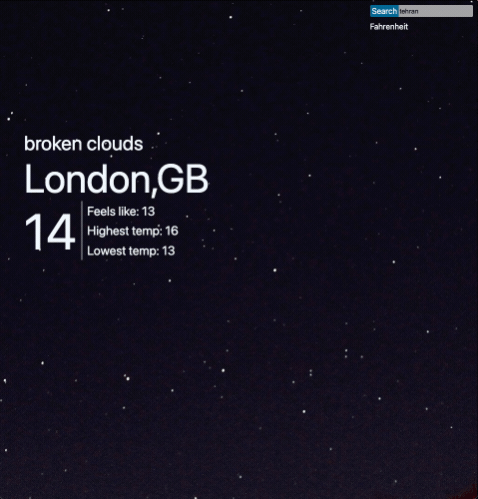 Search tehran
Fahrenheit
broken clouds
London,GB
14
Feels like: 13
Highest temp: 16
Lowest temp: 13